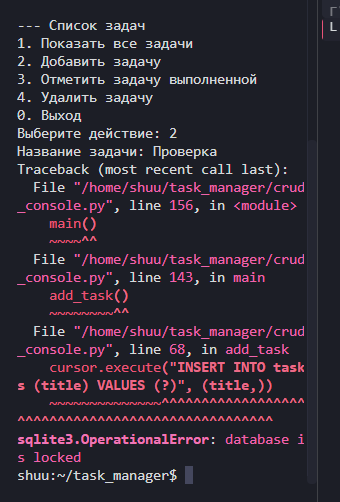 --- Список задач
1. Показать все задачи
2. Добавить задачу
3. Отметить задачу выполненной
4. Удалить задачу
0. Выход
Выберите действие: 2
Название задачи: Проверка
Traceback (most recent call last):
  File "/home/shuu/task_manager/crud
_console.py", line 156, in <module>
    main()
    ~~~~^^
  File "/home/shuu/task_manager/crud
_console.py", line 143, in main
    add_task()
    ~~~~~~~~^^
  File "/home/shuu/task_manager/crud
_console.py", line 68, in add_task
    cursor.execute("INSERT INTO task
s (title) VALUES (?)", (title,))
    ~~~~~~~~~~~~~~^^^^^^^^^^^^^^^^^^
^^^^^^^^^^^^^^^^^^^^^^^^^^^^^^^^
sqlite3.OperationalError: database i
s locked
shuu:~/task_manager$